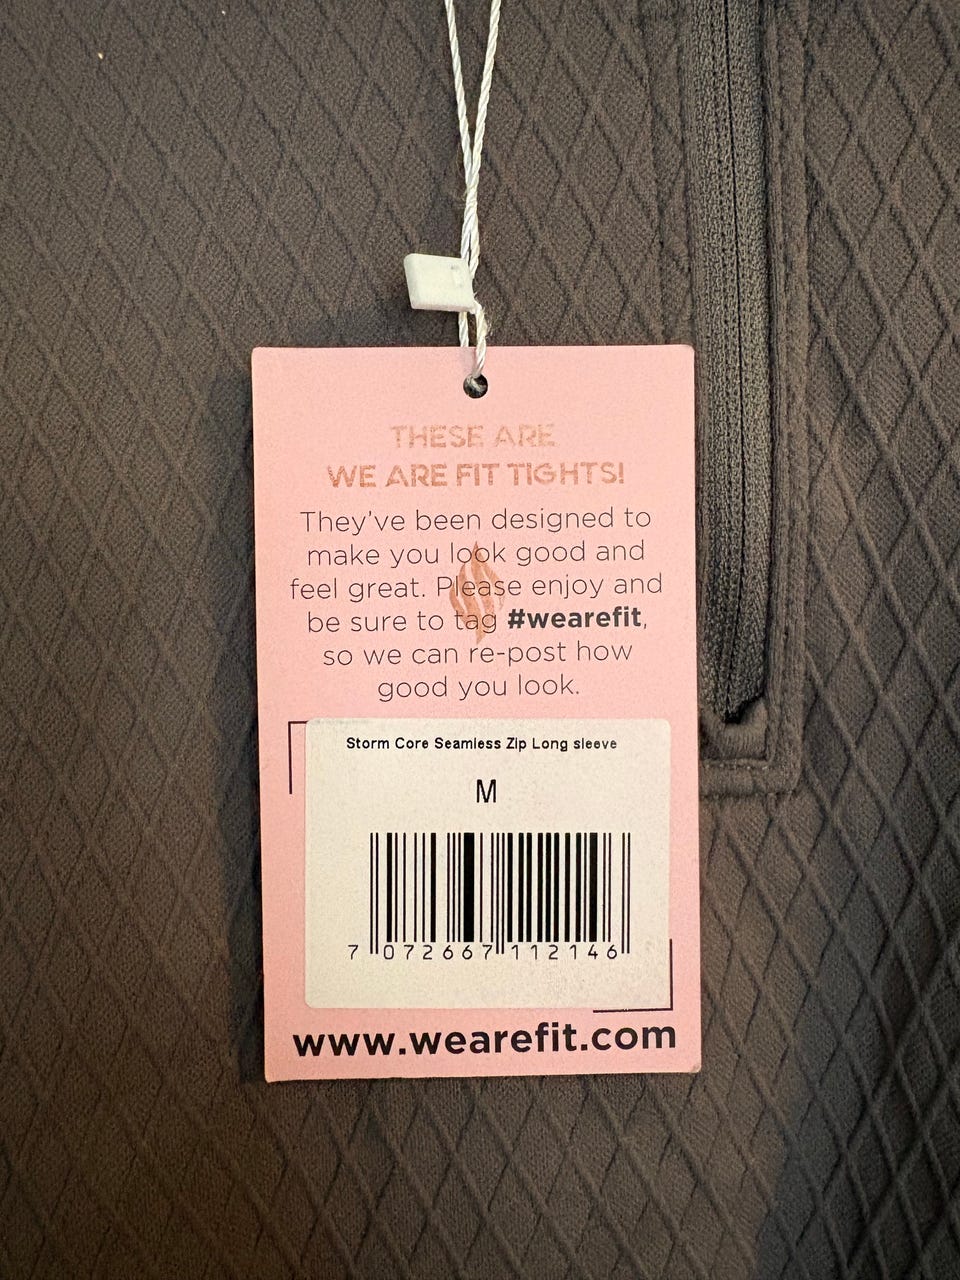 THESE ARE
WE ARE FIT TIGHTS!
They've been designed to
make you look good and
feel great. Please enjoy and
be sure to tag #wearefit,
so we can re-post how
good you look.
Storm Core Seamless Zip Long sleeve
M
7 072667 112146
www.wearefit.com